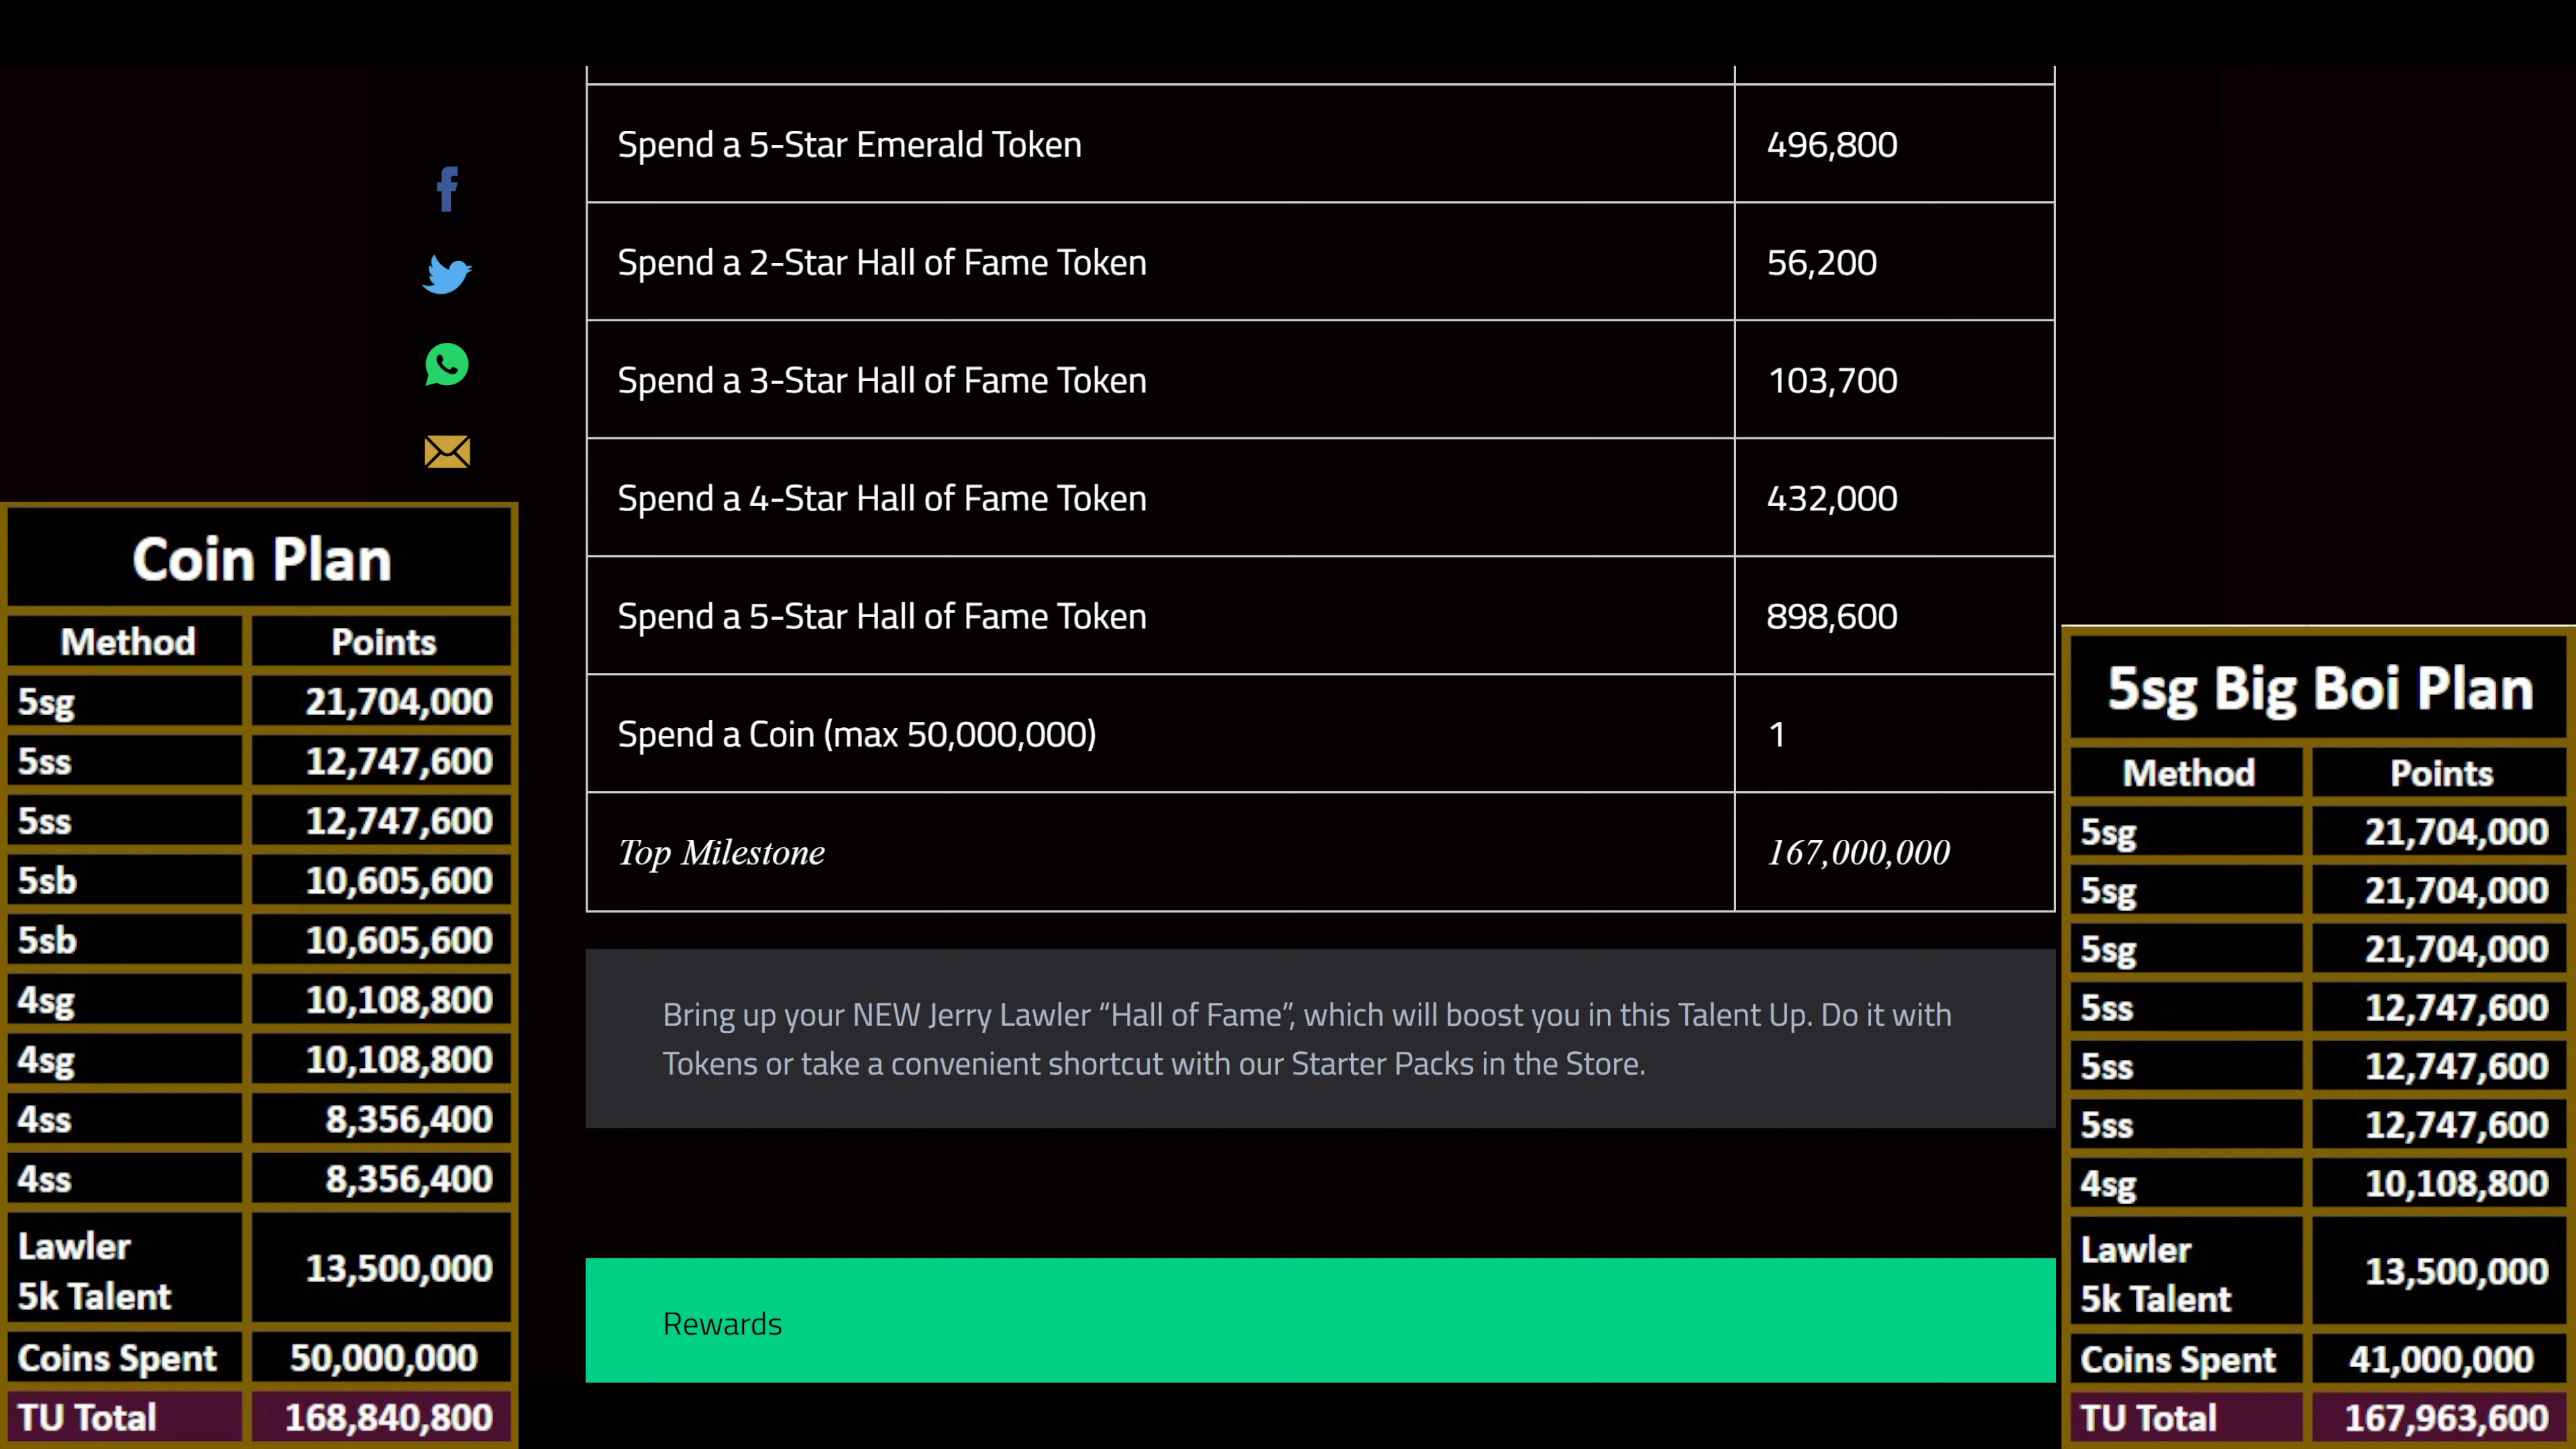 Spend a 5-Star Emerald Token 496,800
Spend a 2-Star Hall of Fame Token 56,200
Spend a 3-Star Hall of Fame Token 103,700
Spend a 4-Star Hall of Fame Token 432,000
Spend a 5-Star Hall of Fame Token 898,600
Spend a Coin (max 50,000,000) 1
Top Milestone 167,000,000
Bring up your NEW Jerry Lawler “Hall of Fame”, which will boost you in this Talent Up. Do it with
Tokens or take a convenient shortcut with our Starter Packs in the Store.
Rewards
Coin Plan
Method Points
5sg 21,704,000
5ss 12,747,600
5ss 12,747,600
5sb 10,605,600
5sb 10,605,600
4sg 10,108,800
4sg 10,108,800
4ss 8,356,400
4ss 8,356,400
Lawler
5k Talent 13,500,000
Coins Spent 50,000,000
TU Total 168,840,800
5sg Big Boi Plan
Method Points
5sg 21,704,000
5sg 21,704,000
5sg 21,704,000
5ss 12,747,600
5ss 12,747,600
5ss 12,747,600
4sg 10,108,800
Lawler
5k Talent 13,500,000
Coins Spent 41,000,000
TU Total 167,963,600